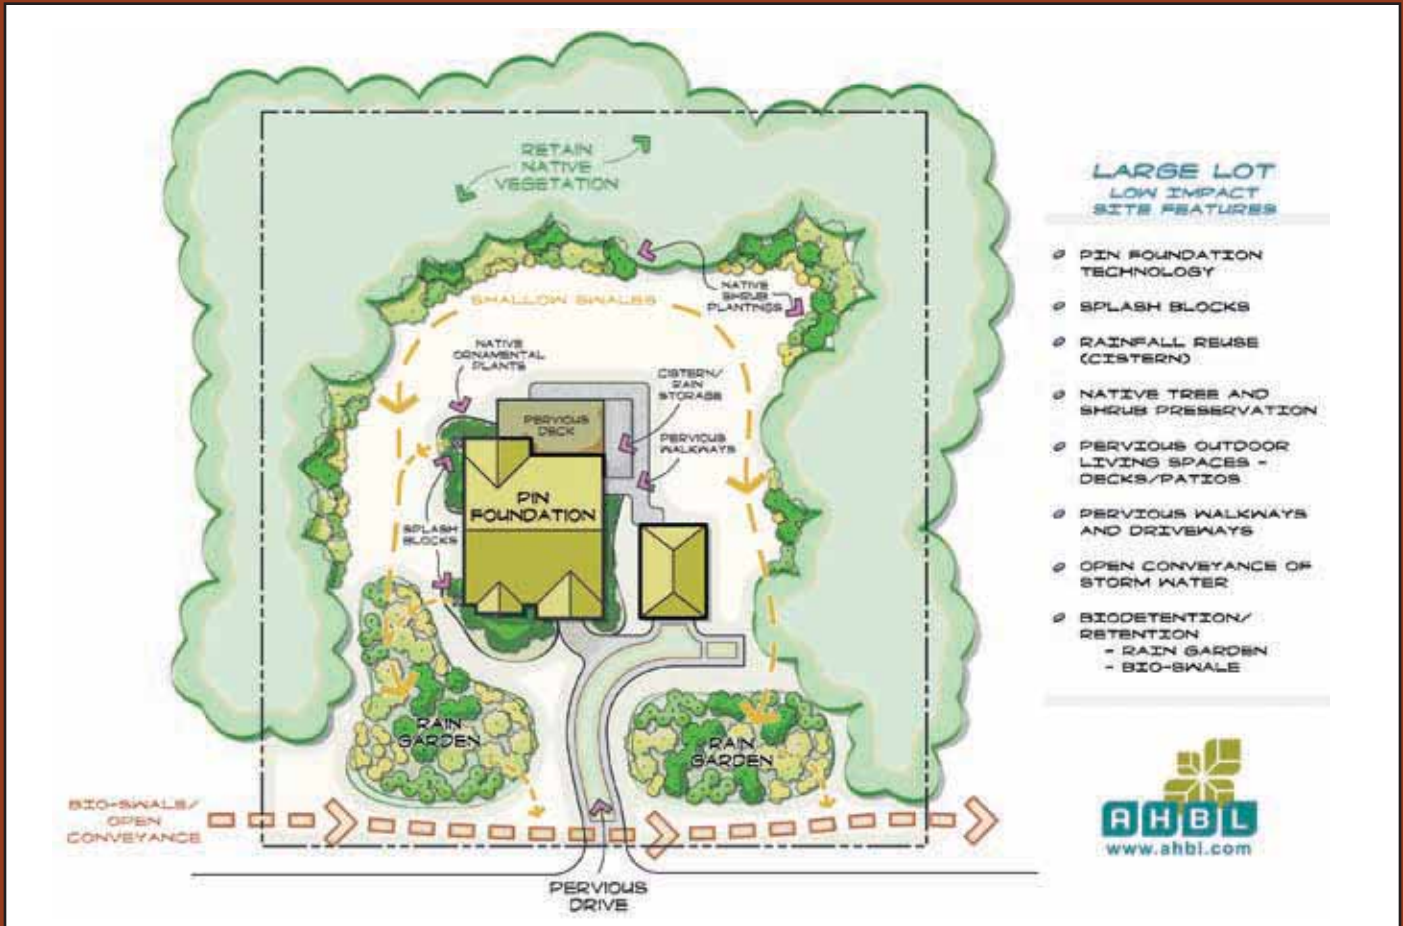 RETAIN
NATIVE
VEGETATION
SHALLOW SWALES
NATIVE
SHRUB
PLANTINGS
NATIVE
ORNAMENTAL
PLANTS
CISTERN/
RAIN
STORAGE
PERVIOUS
DECK
PERVIOUS
WALKWAYS
PIN
FOUNDATION
SPLASH
BLOCKS
RAIN
GARDEN
RAIN
GARDEN
BIO-SWALE/
OPEN
CONVEYANCE
PERVIOUS
DRIVE
LARGE LOT
LOW IMPACT
SITE FEATURES
PIN FOUNDATION
TECHNOLOGY
SPLASH BLOCKS
RAINFALL REUSE
(CISTERN)
NATIVE TREE AND
SHRUB PRESERVATION
PERVIOUS OUTDOOR
LIVING SPACES -
DECKS/PATIOS
PERVIOUS WALKWAYS
AND DRIVEWAYS
OPEN CONVEYANCE OF
STORM WATER
BIODETENTION/
RETENTION
- RAIN GARDEN
- BIO-SWALE
AHBL
www.ahbl.com